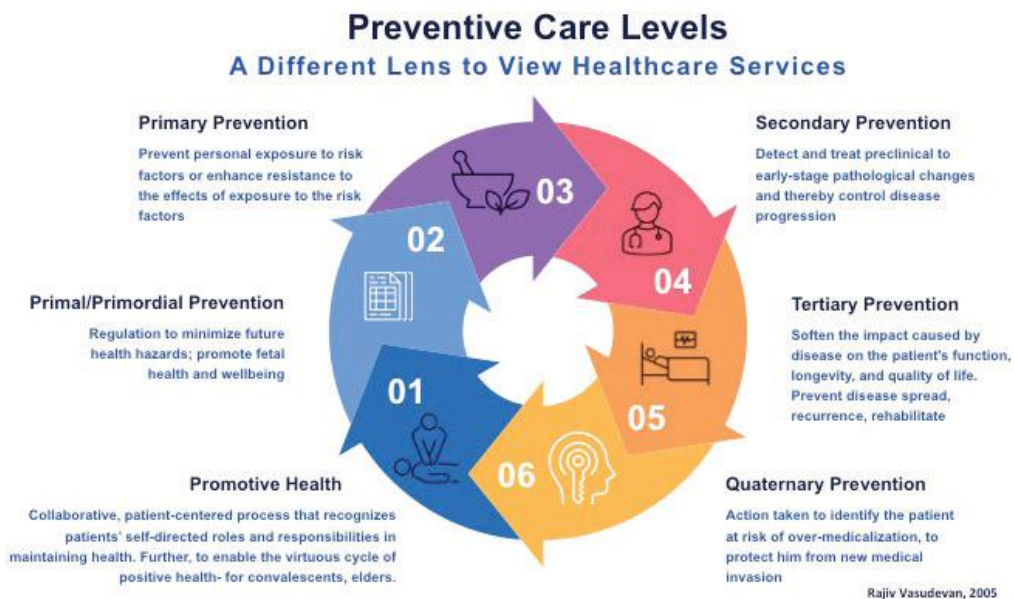 Preventive Care Levels
A Different Lens to View Healthcare Services
Primary Prevention
Prevent personal exposure to risk
factors or enhance resistance to
the effects of exposure to the risk
factors
Secondary Prevention
Detect and treat preclinical to
early-stage pathological changes
and thereby control disease
progression
03
02
04
Primal/Primordial Prevention
Regulation to minimize future
health hazards; promote fetal
health and wellbeing
Tertiary Prevention
Soften the impact caused by
disease on the patient's function,
longevity, and quality of life.
Prevent disease spread,
recurrence, rehabilitate
01
05
06
Promotive Health
Collaborative, patient-centered process that recognizes
patients' self-directed roles and responsibilities in
maintaining health. Further, to enable the virtuous cycle of
positive health- for convalescents, elders.
Quaternary Prevention
Action taken to identify the patient
at risk of over-medicalization, to
protect him from new medical
invasion
Rajiv Vasudevan, 2005